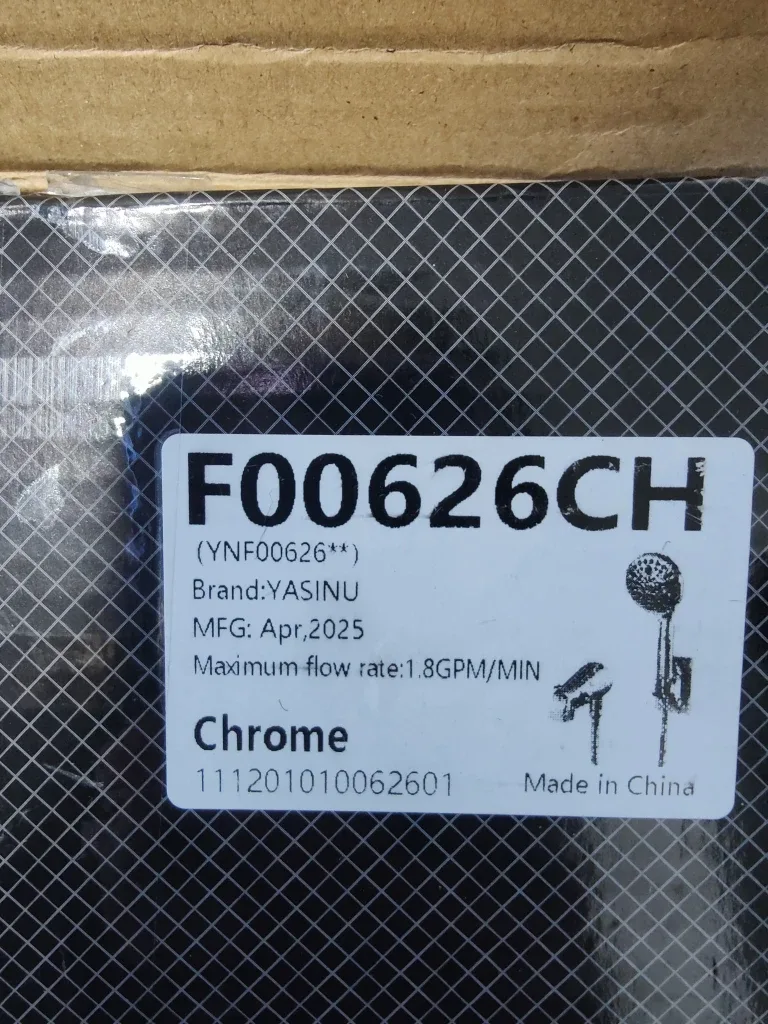 F00626CH
(YNF00626**)
Brand:YASINU
MFG: Apr,2025
Maximum flow rate:1.8GPM/MIN
Chrome
111201010062601
Made in China